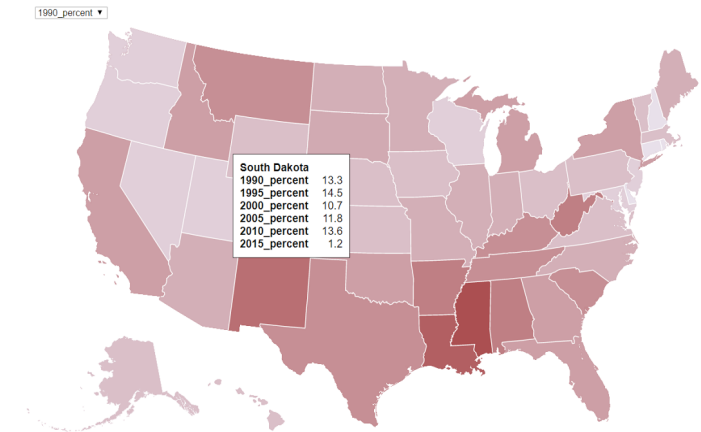 1990_percent
South Dakota
1990_percent 13.3
1995_percent 14.5
2000_percent 10.7
2005_percent 11.8
2010_percent 13.6
2015_percent 1.2